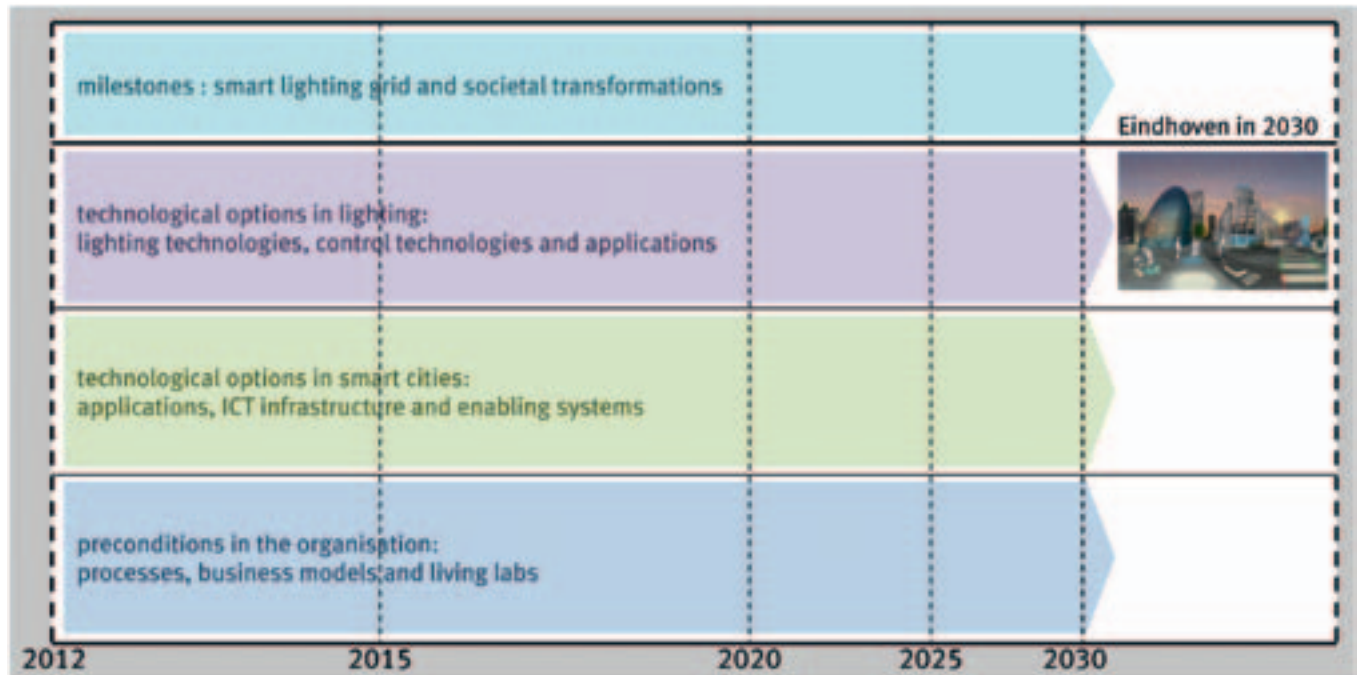 milestones : smart lighting grid and societal transformations
Eindhoven in 2030
technological options in lighting:
lighting technologies, control technologies and applications
technological options in smart cities:
applications, ICT infrastructure and enabling systems
preconditions in the organisation:
processes, business models and living labs
2012 2015 2020 2025 2030